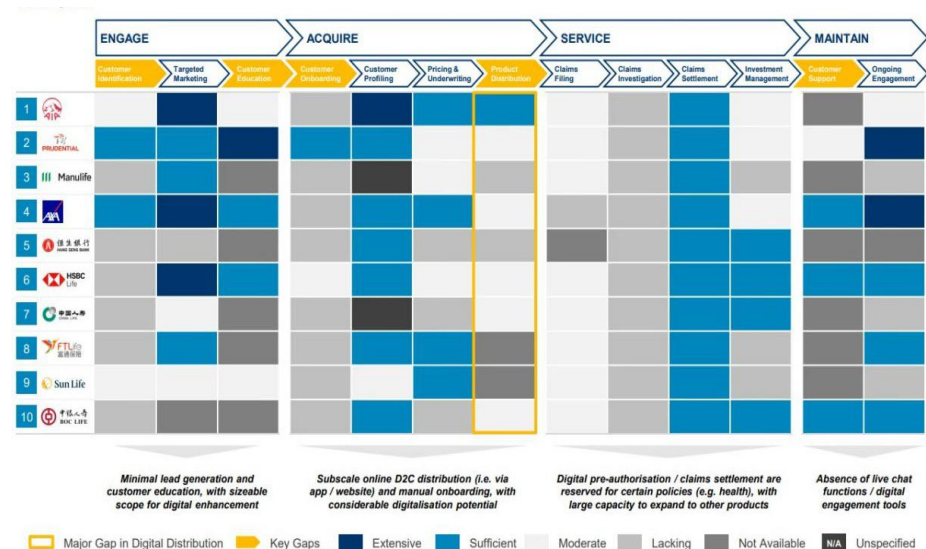 ENGAGE
ACQUIRE
SERVICE
MAINTAIN
Customer
Identification
Targeted
Marketing
Customer
Education
Customer
Onboarding
Customer
Profiling
Pricing &
Underwriting
Product
Distribution
Claims
Filing
Claims
Investigation
Claims
Settlement
Investment
Management
Customer
Support
Ongoing
Engagement
1 AIA
2 PRUDENTIAL
3 Manulife
4 AXA
5 恒生銀行
HANG SENG BANK
6 HSBC
Life
7 中国人寿
CHINA LIFE
8 FTLife
富通保險
9 Sun Life
10 中銀人壽
BOC LIFE
Minimal lead generation and
customer education, with sizeable
scope for digital enhancement
Subscale online D2C distribution (i.e. via
app / website) and manual onboarding, with
considerable digitalisation potential
Digital pre-authorisation / claims settlement are
reserved for certain policies (e.g. health), with
large capacity to expand to other products
Absence of live chat
functions / digital
engagement tools
Major Gap in Digital Distribution Key Gaps Extensive Sufficient Moderate Lacking Not Available N/A Unspecified